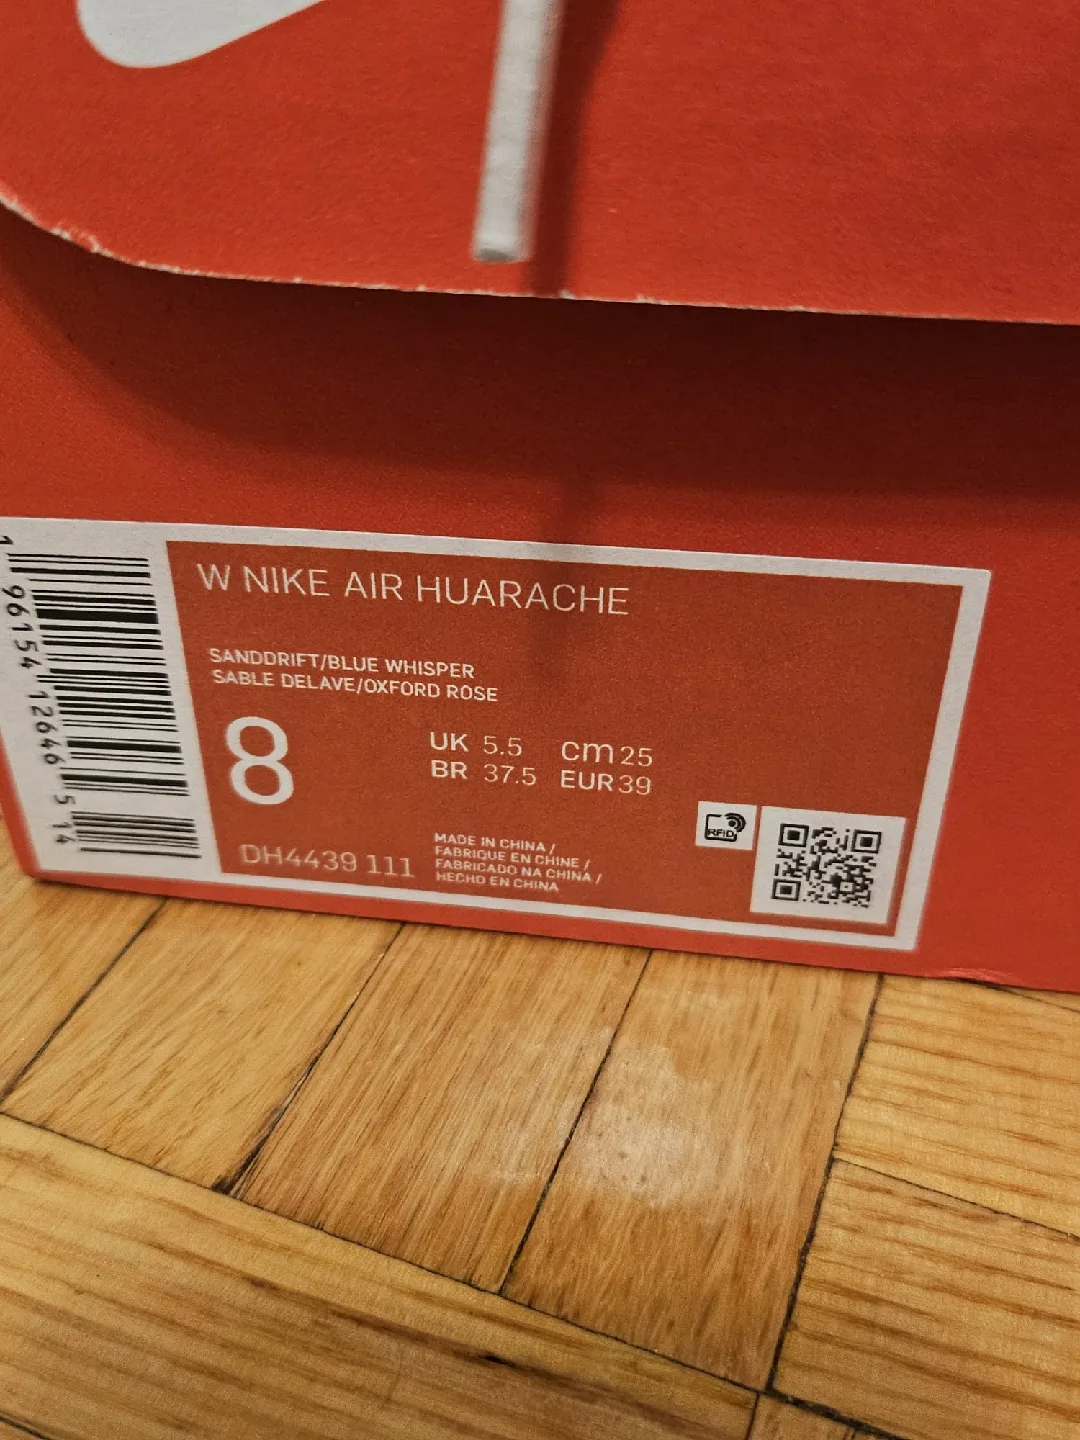 W NIKE AIR HUARACHE
SANDDRIFT/BLUE WHISPER
SABLE DELAVE/OXFORD ROSE
8
UK 5.5 cm 25
BR 37.5 EUR 39
DH4439 111
MADE IN CHINA /
FABRIQUE EN CHINE /
FABRICADO NA CHINA /
HECHO EN CHINA
RFID
1 96154 12646 5 14